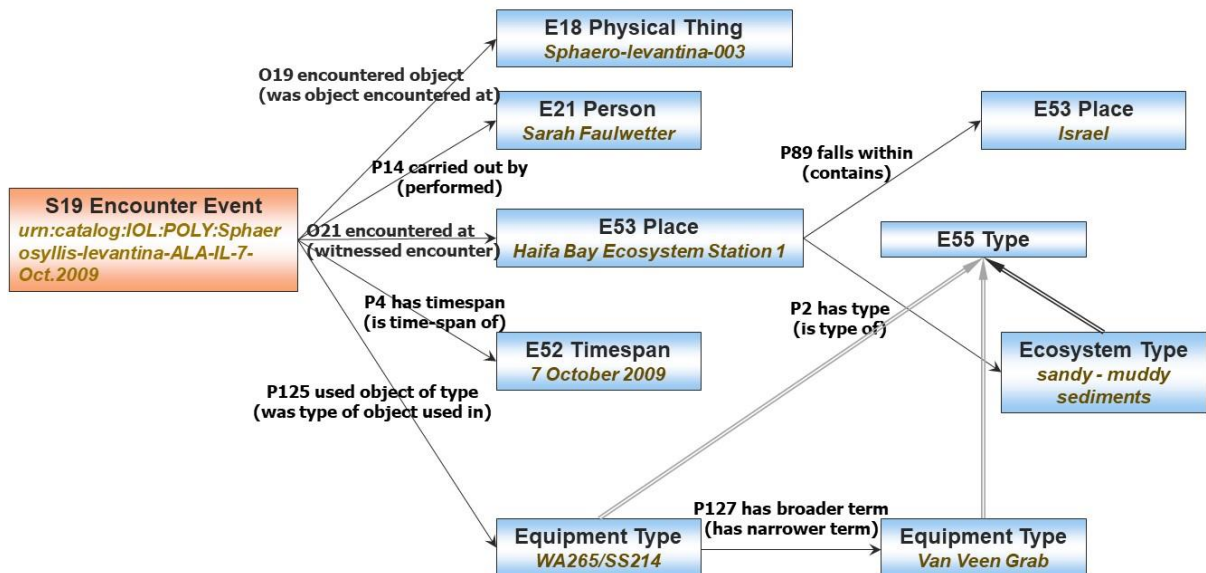 E18 Physical Thing
Sphaero-levantina-003
O19 encountered object
(was object encountered at)
E21 Person
Sarah Faulwetter
E53 Place
Israel
P14 carried out by
(performed)
P89 falls within
(contains)
S19 Encounter Event
urn:catalog:IOL:POLY:Sphaer
osyllis-levantina-ALA-IL-7-
Oct.2009
O21 encountered at
(witnessed encounter)
E53 Place
Haifa Bay Ecosystem Station 1
E55 Type
P4 has timespan
(is time-span of)
P2 has type
(is type of)
E52 Timespan
7 October 2009
Ecosystem Type
sandy - muddy
sediments
P125 used object of type
(was type of object used in)
P127 has broader term
(has narrower term)
Equipment Type
WA265/SS214
Equipment Type
Van Veen Grab